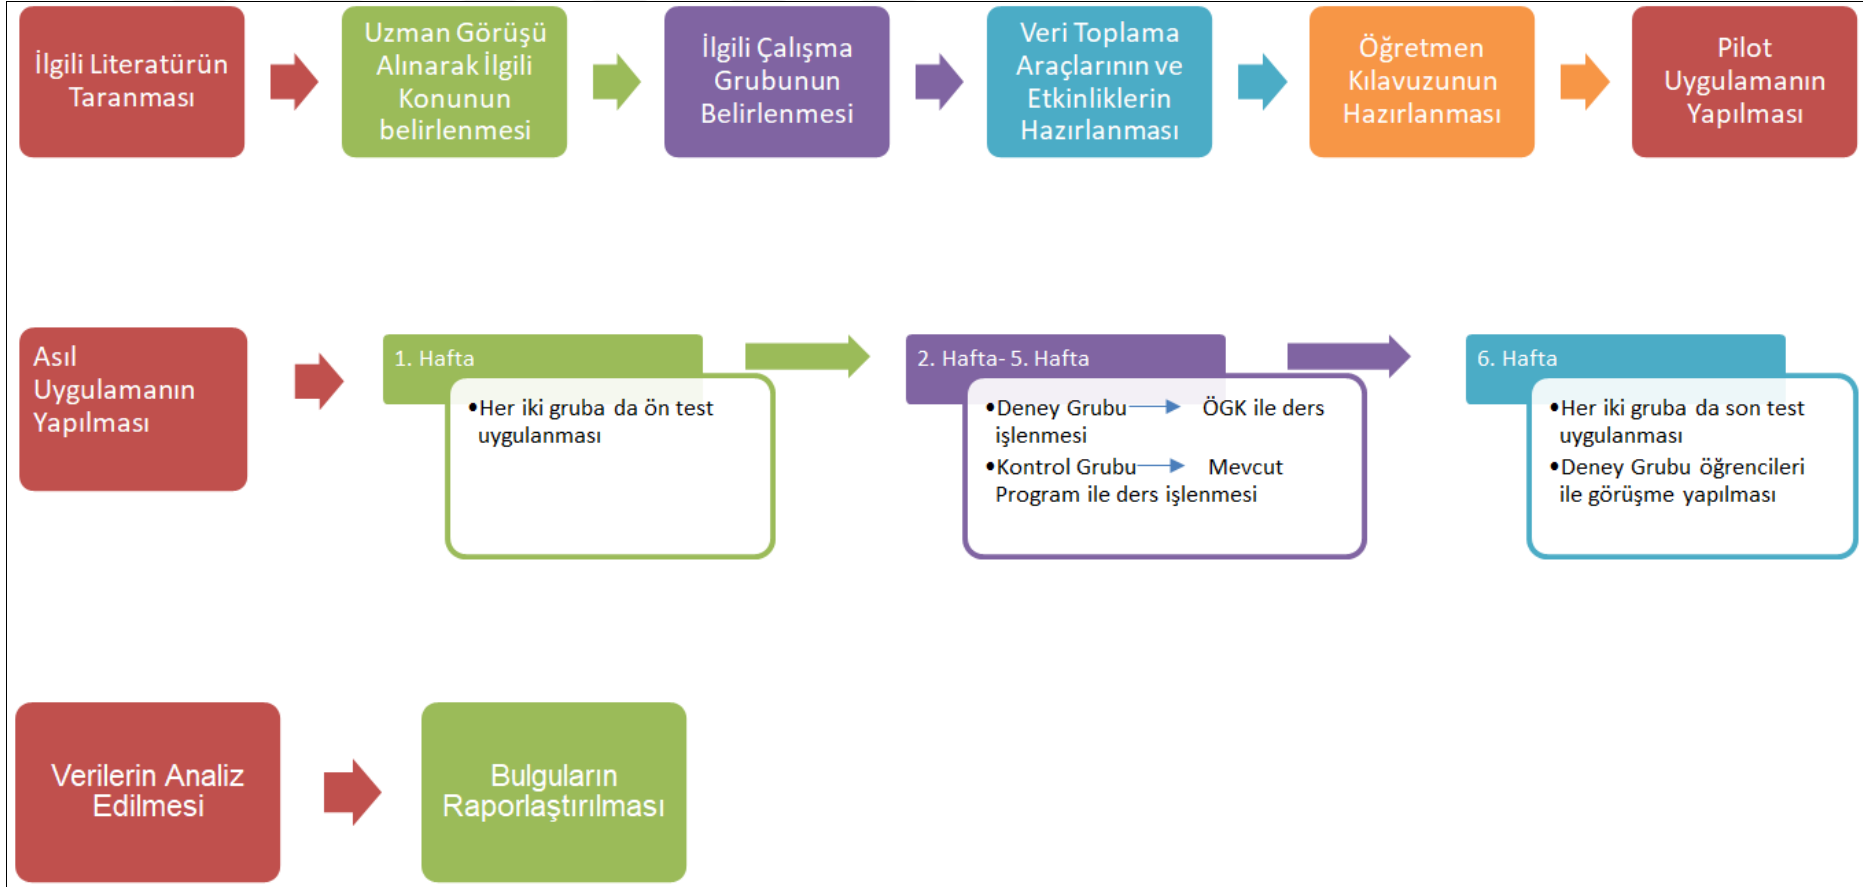 İlgili Literatürün
Taranması
Uzman Görüşü
Alınarak İlgili
Konunun
belirlenmesi
İlgili Çalışma
Grubunun
Belirlenmesi
Veri Toplama
Araçlarının ve
Etkinliklerin
Hazırlanması
Öğretmen
Kılavuzunun
Hazırlanması
Pilot
Uygulamanın
Yapılması
Asıl
Uygulamanın
Yapılması
1. Hafta
•Her iki gruba da ön test
uygulanması
2. Hafta- 5. Hafta
•Deney Grubu ÖGK ile ders
işlenmesi
•Kontrol Grubu Mevcut
Program ile ders işlenmesi
6. Hafta
•Her iki gruba da son test
uygulanması
•Deney Grubu öğrencileri
ile görüşme yapılması
Verilerin Analiz
Edilmesi
Bulguların
Raporlaştırılması